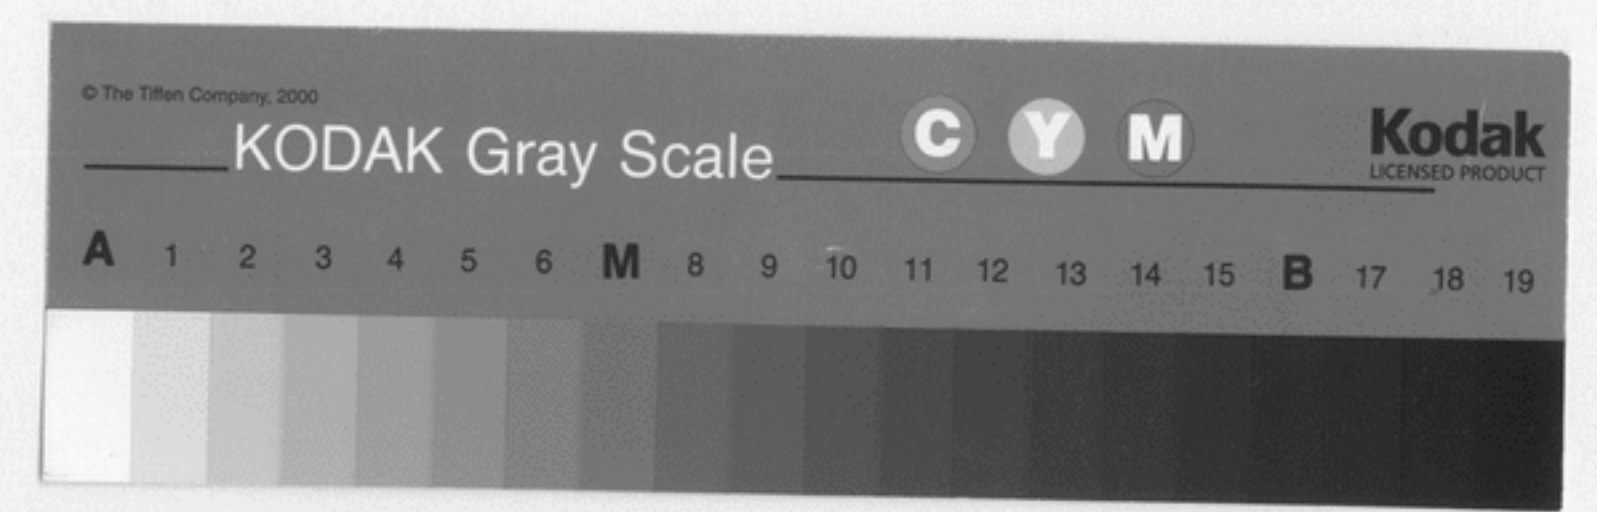 © The Tiffen Company, 2000
KODAK Gray Scale
C Y M
Kodak
LICENSED PRODUCT
A 1 2 3 4 5 6 M 8 9 10 11 12 13 14 15 B 17 18 19